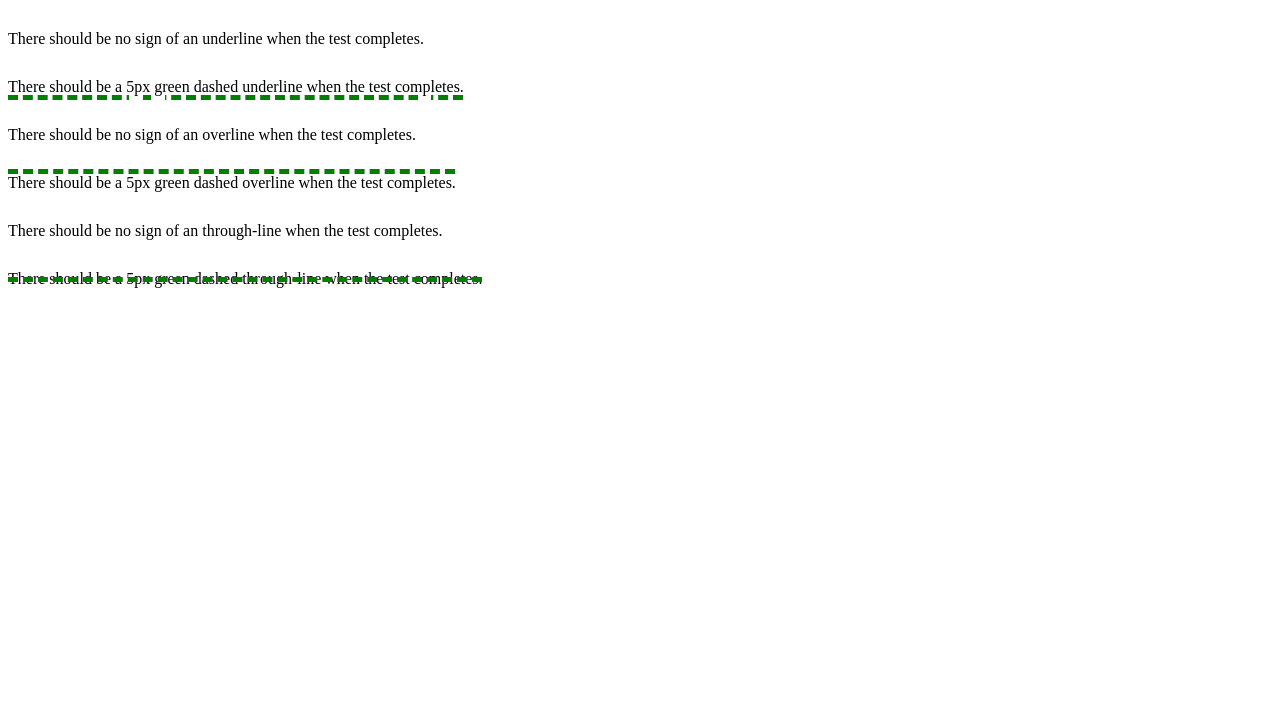 There should be no sign of an underline when the test completes.
There should be a 5px green dashed underline when the test completes.
There should be no sign of an overline when the test completes.
There should be a 5px green dashed overline when the test completes.
There should be no sign of an through-line when the test completes.
There should be a 5px green dashed through-line when the test completes.